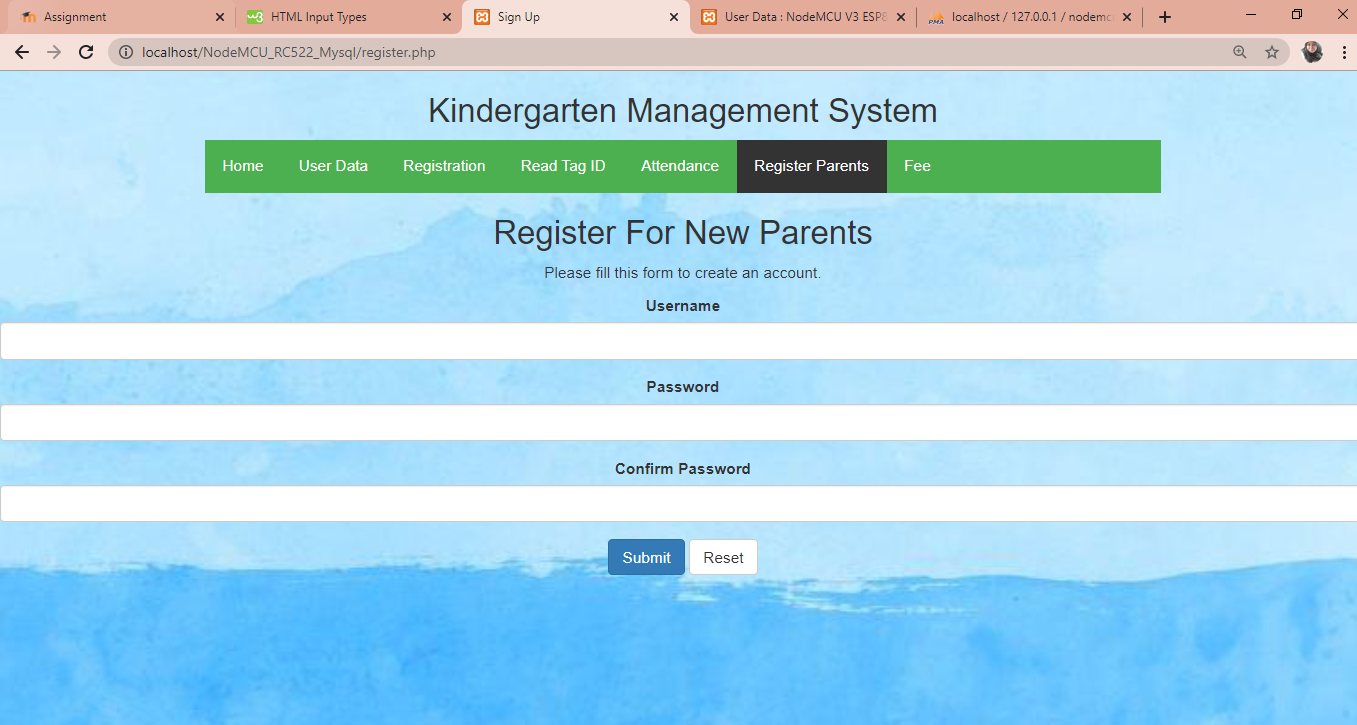 Assignment HTML Input Types Sign Up User Data : NodeMCU V3 ESP8 localhost / 127.0.0.1 / nodemc
localhost/NodeMCU_RC522_Mysql/register.php
Kindergarten Management System
Home User Data Registration Read Tag ID Attendance Register Parents Fee
Register For New Parents
Please fill this form to create an account.
Username
Password
Confirm Password
Submit Reset